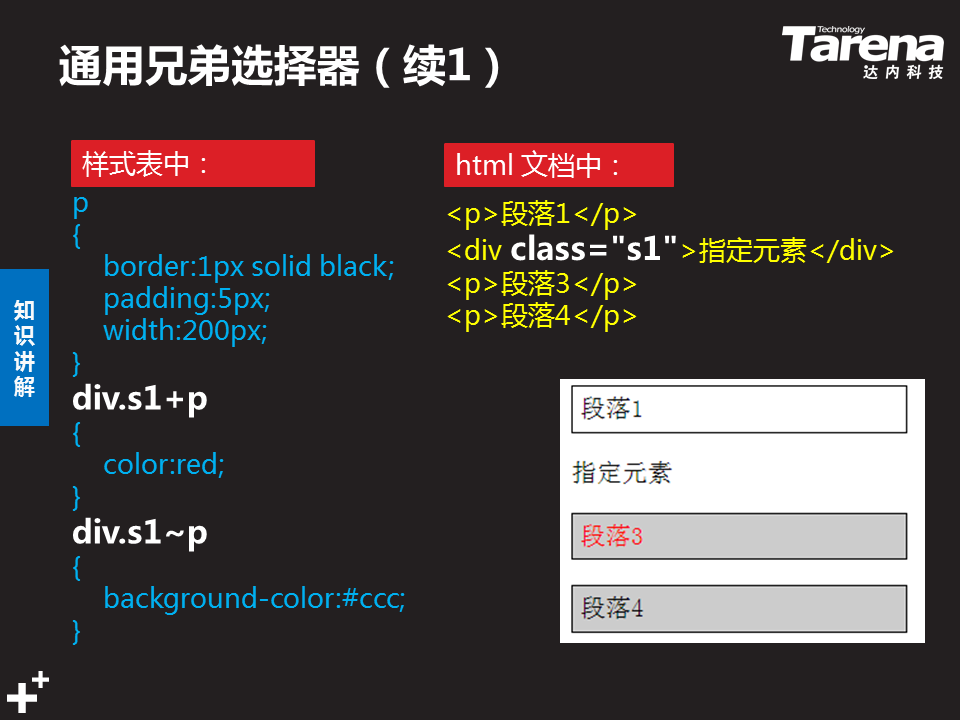 通用兄弟选择器（续1）
Technology
Tarena
达内科技
知识讲解
样式表中：
p
{
border:1px solid black;
padding:5px;
width:200px;
}
div.s1+p
{
color:red;
}
div.s1~p
{
background-color:#ccc;
}
html 文档中：
<p>段落1</p>
<div class="s1">指定元素</div>
<p>段落3</p>
<p>段落4</p>
段落1
指定元素
段落3
段落4